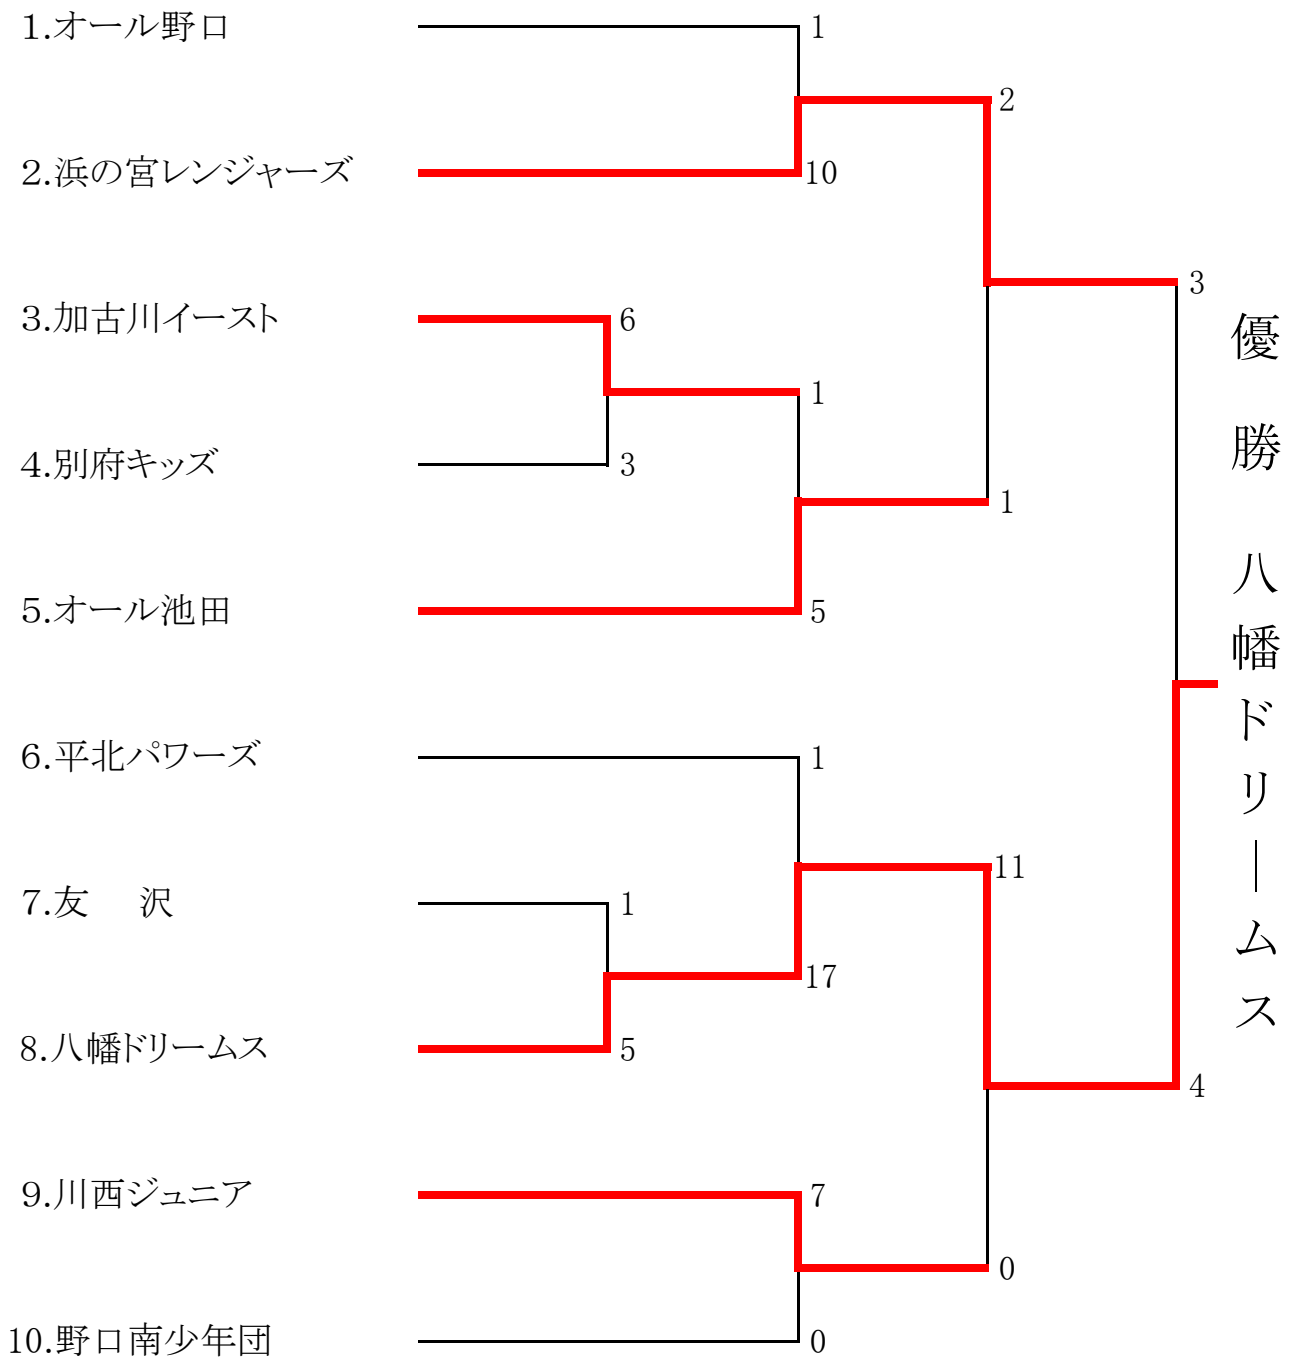 1.オール野口
1
2
2.浜の宮レンジャーズ
10
3
3.加古川イースト
6
1
4.別府キッズ
3
1
5.オール池田
5
6.平北パワーズ
1
11
7.友　沢
1
17
8.八幡ドリームス
5
4
9.川西ジュニア
7
0
10.野口南少年団
0
優勝　八幡ドリームス